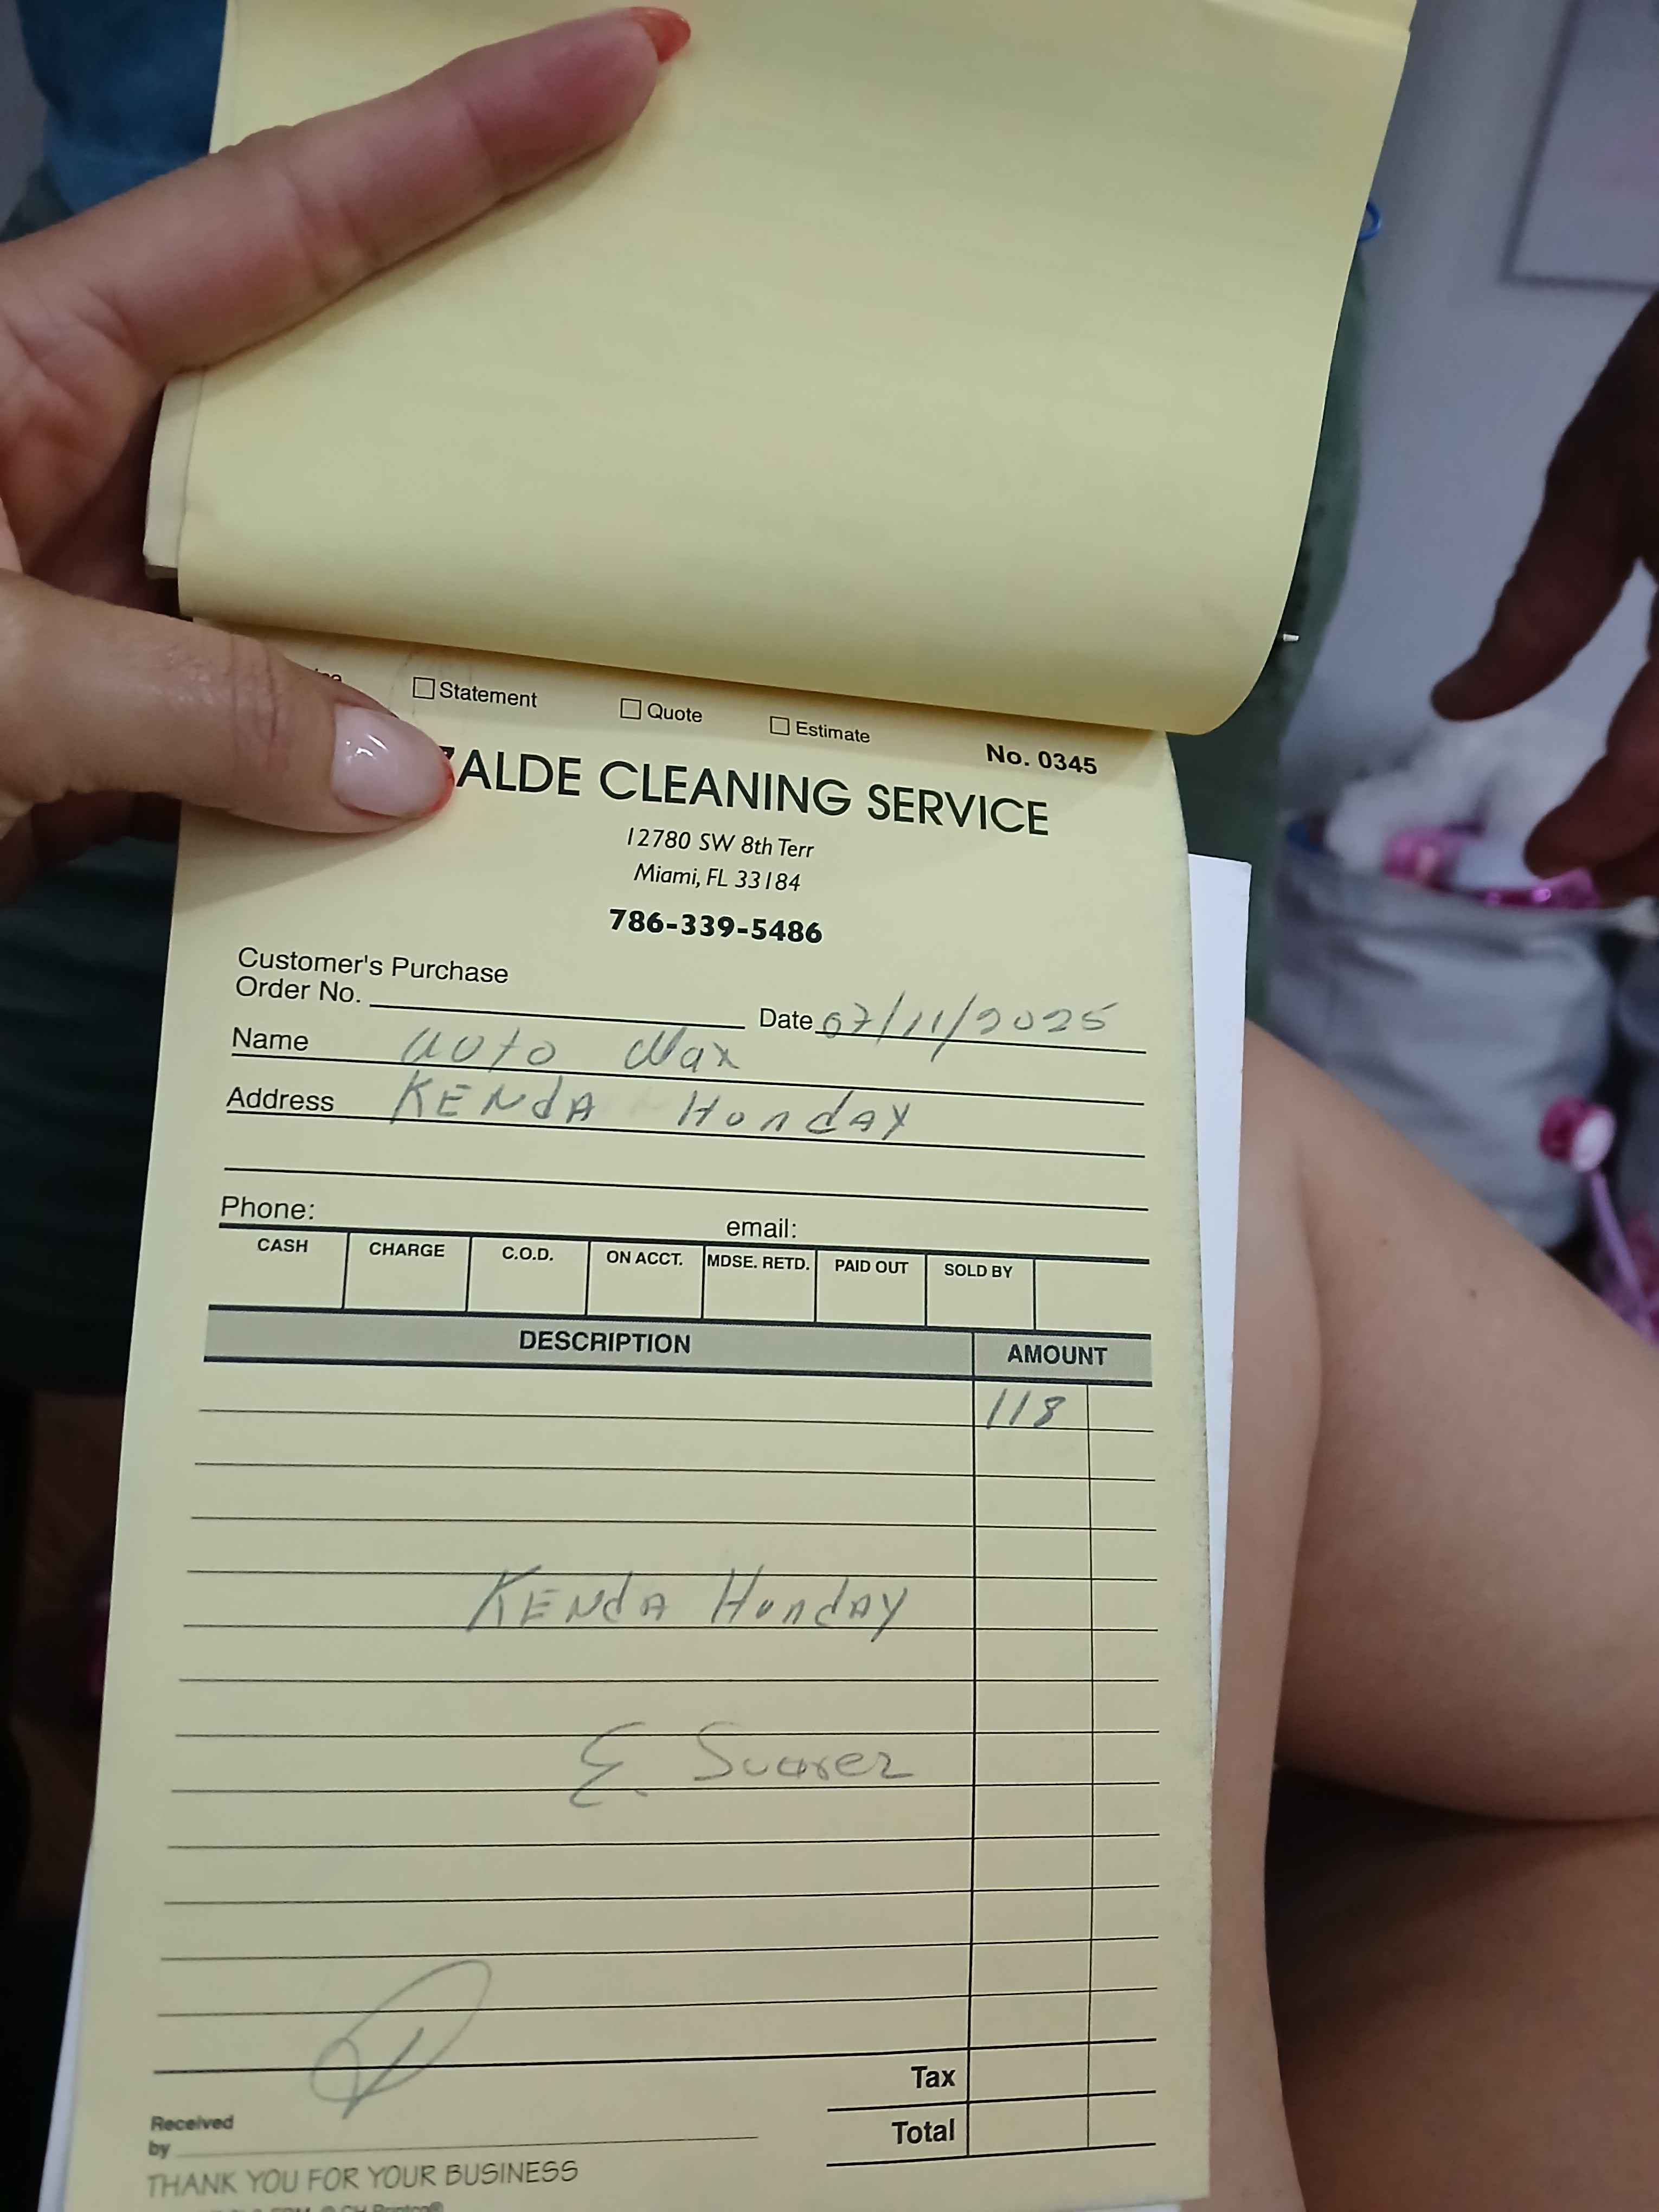 Statement Quote Estimate
No. 0345
ALDE CLEANING SERVICE
12780 SW 8th Terr
Miami, FL 33184
786-339-5486
Customer's Purchase
Order No. Date 07/11/2025
Name auto Max
Address KENdA HondAy
Phone: email:
CASH CHARGE C.O.D. ON ACCT. MDSE. RETD. PAID OUT SOLD BY
DESCRIPTION AMOUNT
118
KENdA HondAy
E. Suarez
Tax
Total
Received
by
THANK YOU FOR YOUR BUSINESS